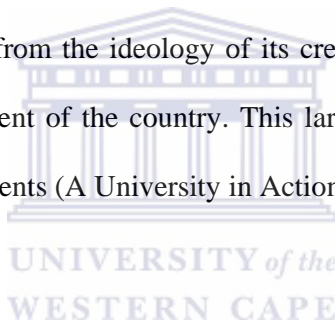 from the ideology of its cre
ent of the country. This lar
ents (A University in Action
UNIVERSITY of the
WESTERN CAPE